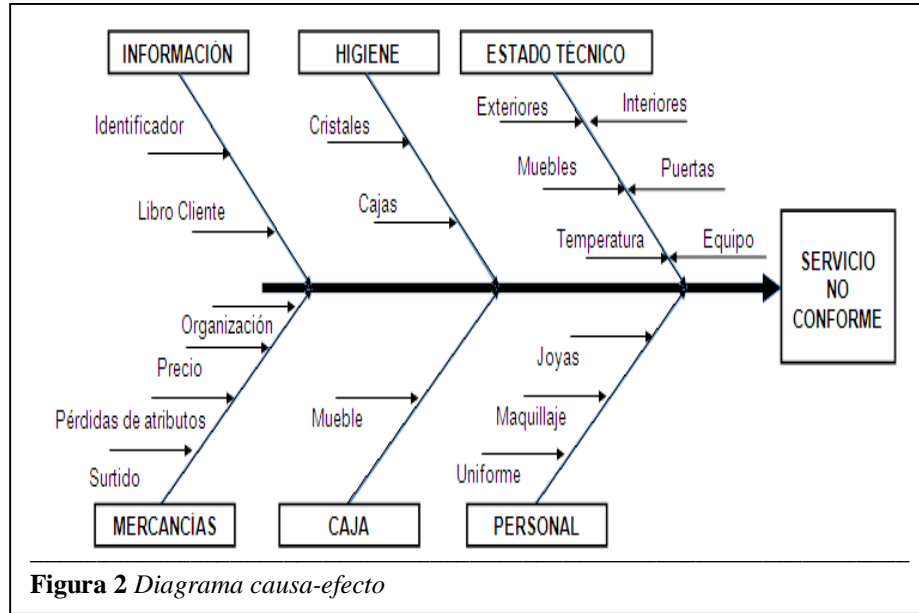 INFORMACIÓN
HIGIENE
ESTADO TÉCNICO
Exteriores
Interiores
Identificador
Cristales
Muebles
Puertas
Libro Cliente
Cajas
Temperatura
Equipo
SERVICIO
NO
CONFORME
Organización
Precio
Joyas
Pérdidas de atributos
Mueble
Maquillaje
Surtido
Uniforme
MERCANCÍAS
CAJA
PERSONAL
Figura 2 Diagrama causa-efecto